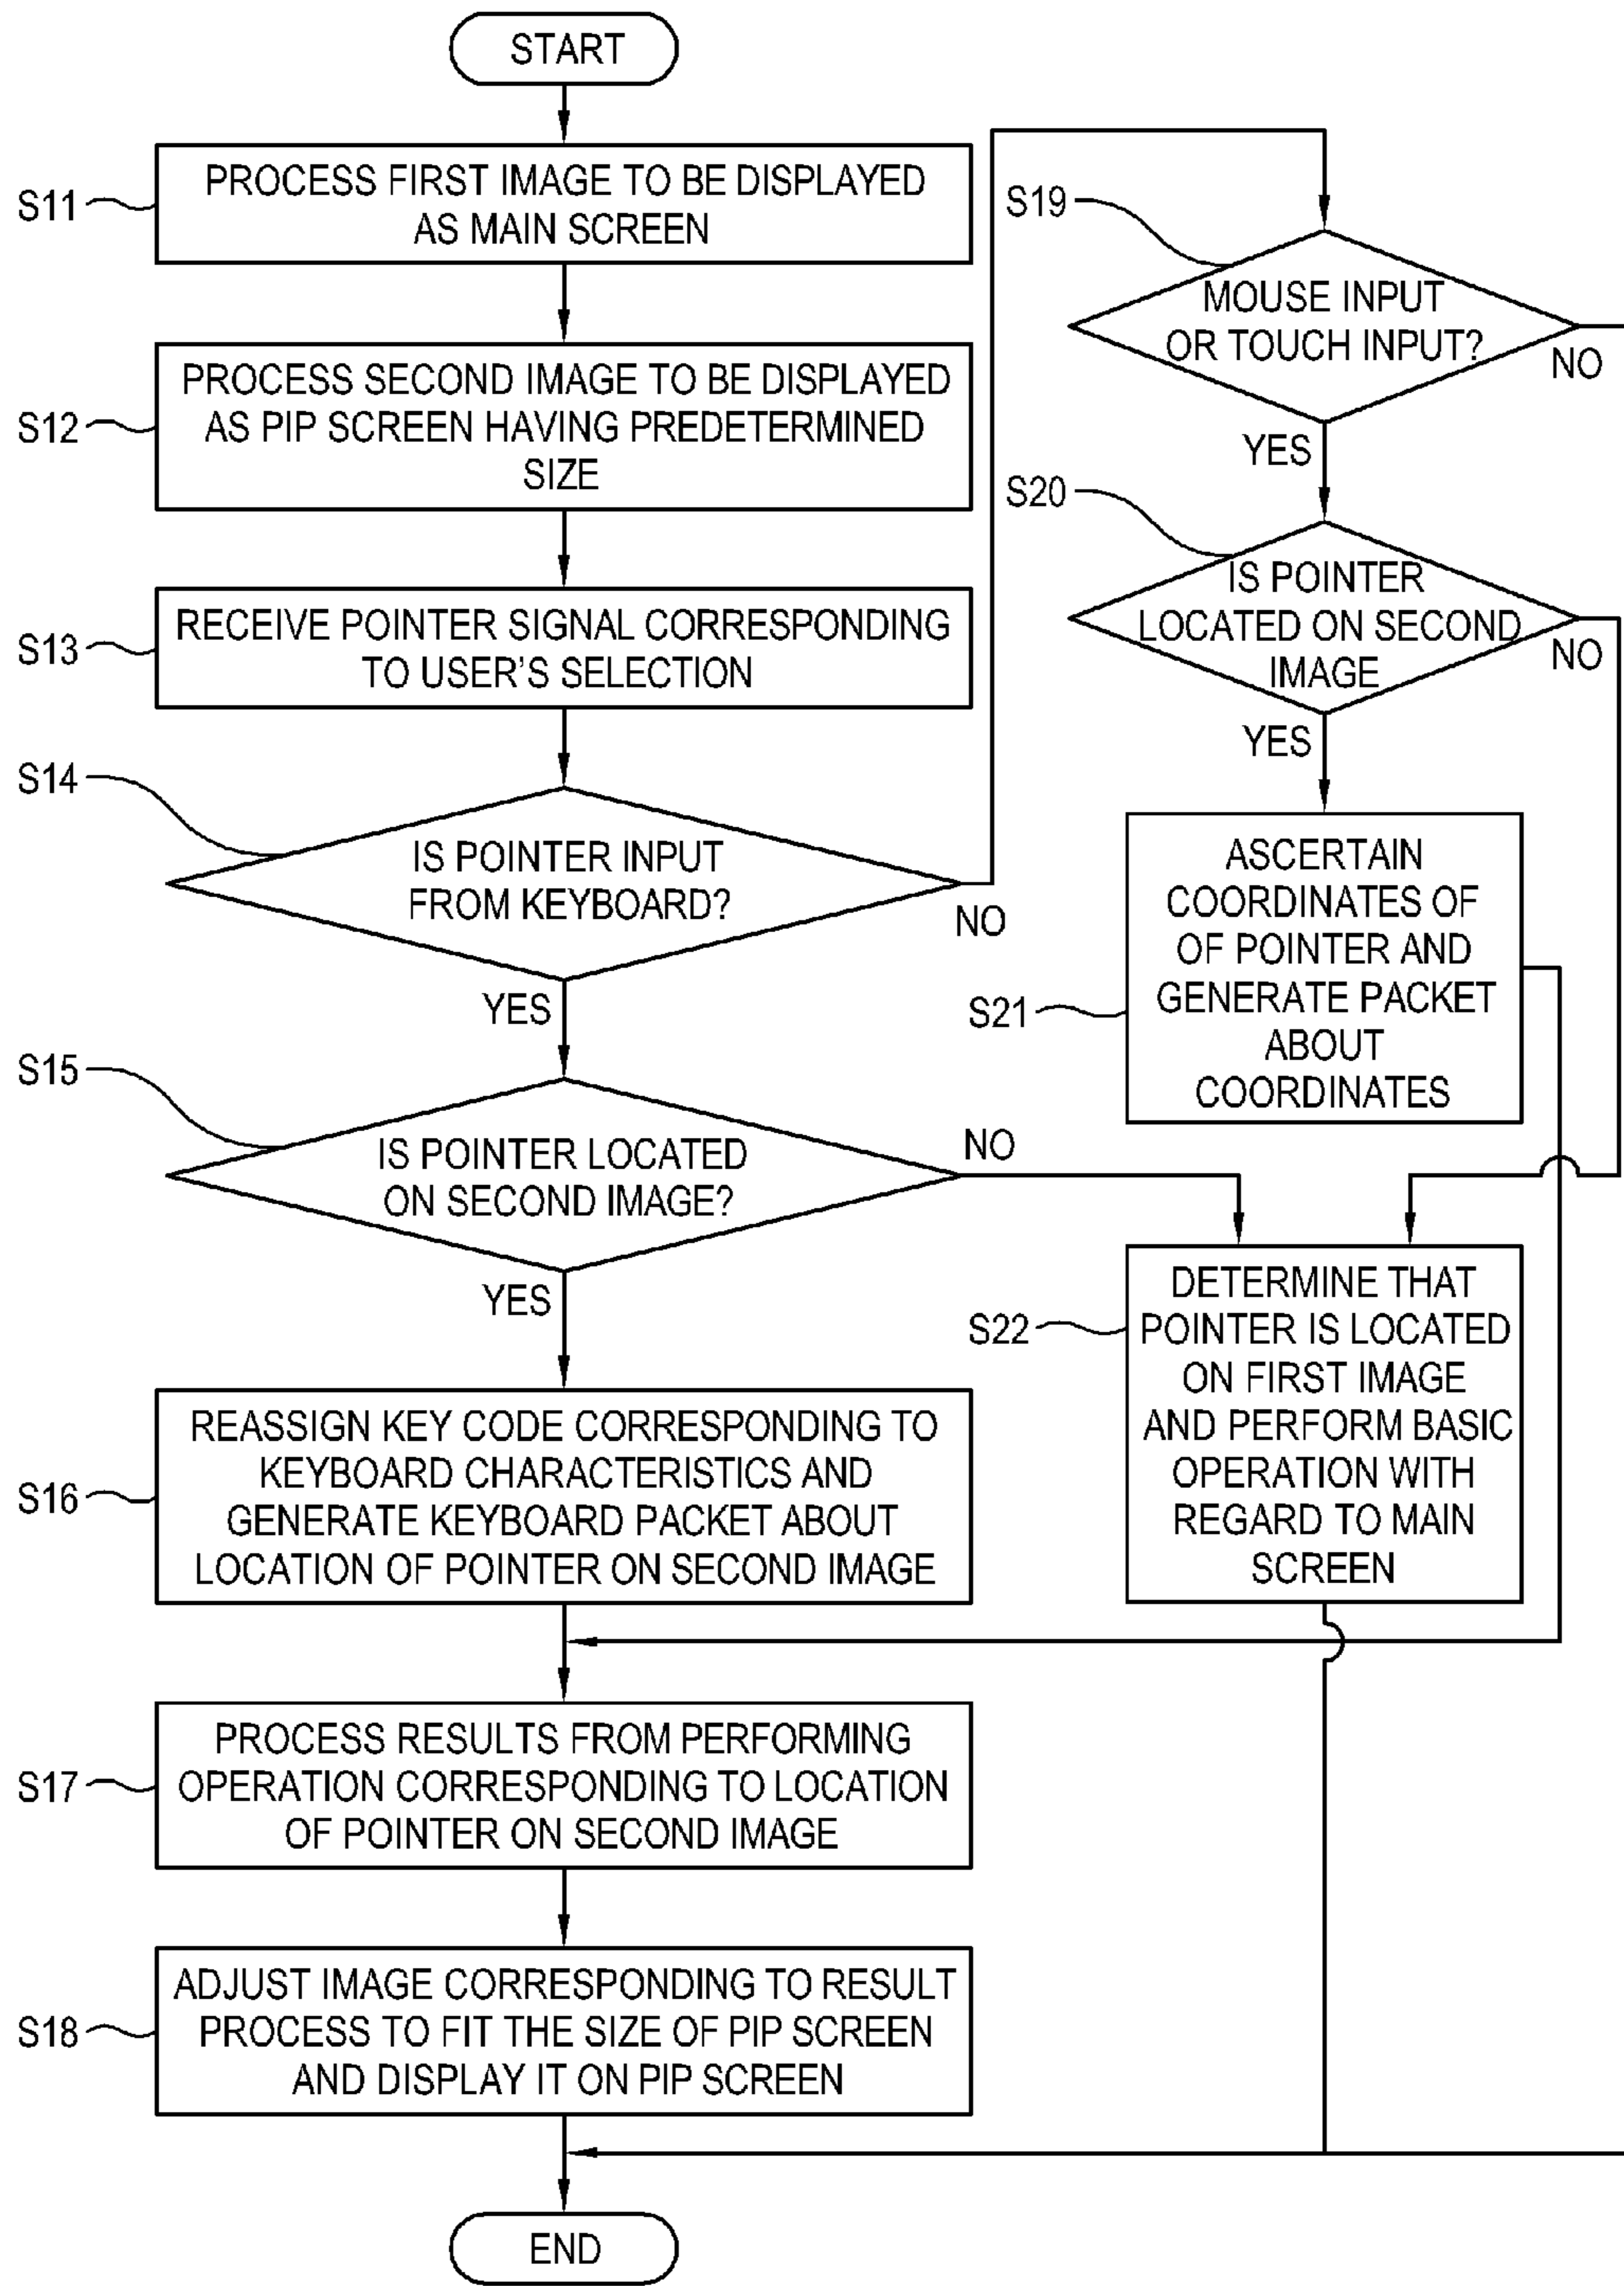 START
S11
PROCESS FIRST IMAGE TO BE DISPLAYED
AS MAIN SCREEN
S12
PROCESS SECOND IMAGE TO BE DISPLAYED
AS PIP SCREEN HAVING PREDETERMINED
SIZE
S13
RECEIVE POINTER SIGNAL CORRESPONDING
TO USER'S SELECTION
S14
IS POINTER INPUT
FROM KEYBOARD?
NO
YES
S15
IS POINTER LOCATED
ON SECOND IMAGE?
NO
YES
S16
REASSIGN KEY CODE CORRESPONDING TO
KEYBOARD CHARACTERISTICS AND
GENERATE KEYBOARD PACKET ABOUT
LOCATION OF POINTER ON SECOND IMAGE
S17
PROCESS RESULTS FROM PERFORMING
OPERATION CORRESPONDING TO LOCATION
OF POINTER ON SECOND IMAGE
S18
ADJUST IMAGE CORRESPONDING TO RESULT
PROCESS TO FIT THE SIZE OF PIP SCREEN
AND DISPLAY IT ON PIP SCREEN
END
S19
MOUSE INPUT
OR TOUCH INPUT?
NO
YES
S20
IS POINTER
LOCATED ON SECOND
IMAGE
NO
YES
S21
ASCERTAIN
COORDINATES OF
OF POINTER AND
GENERATE PACKET
ABOUT
COORDINATES
S22
DETERMINE THAT
POINTER IS LOCATED
ON FIRST IMAGE
AND PERFORM BASIC
OPERATION WITH
REGARD TO MAIN
SCREEN